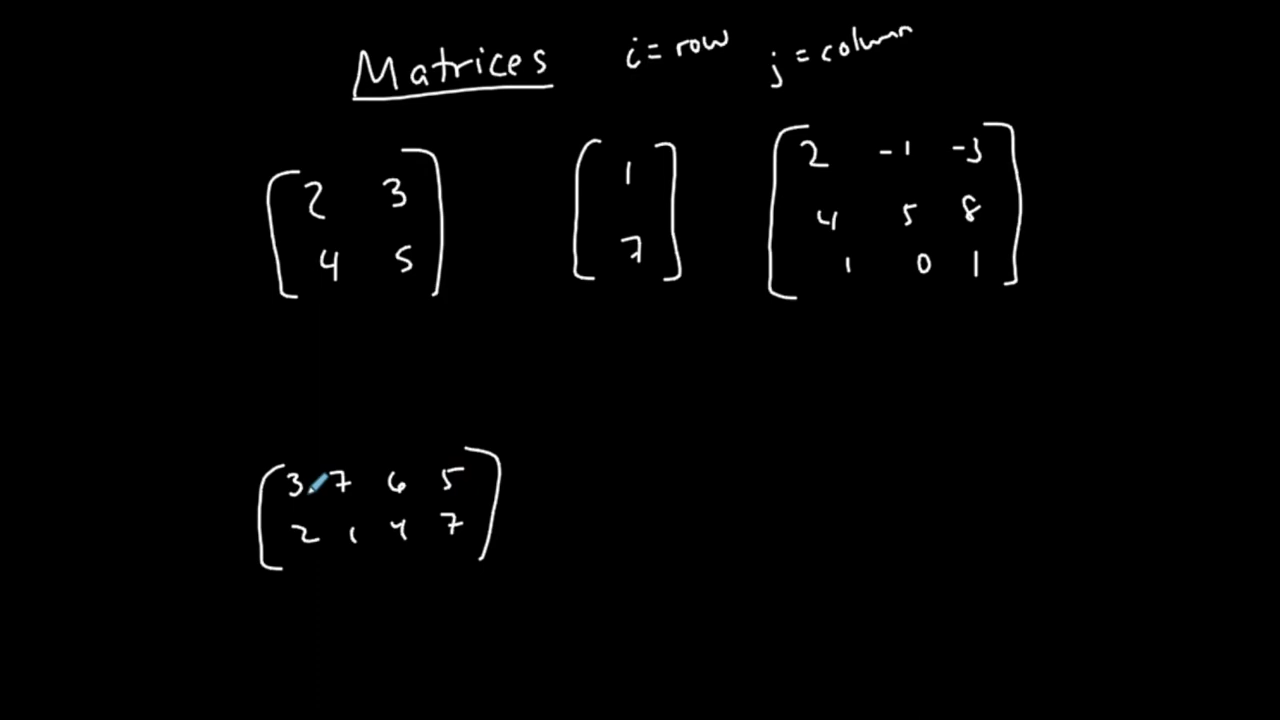 Matrices i = row j = column
2 3
4 5
1
7
2 -1 -3
4 5 8
1 0 1
3 7 6 5
2 1 4 7